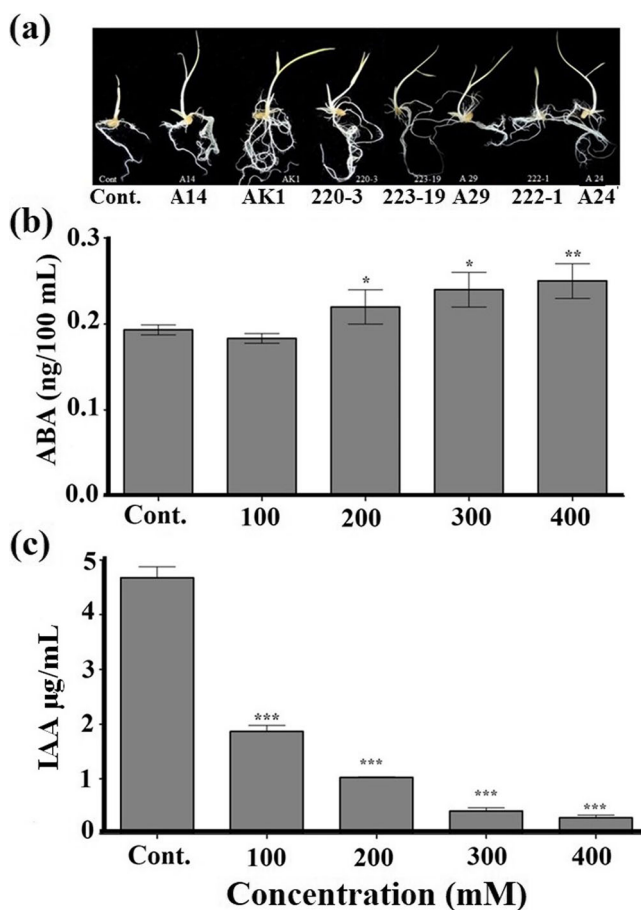 (a)
Cont. A14 AK1 220-3 223-19 A 29 222-1 A 24
Cont. A14 AK1 220-3 223-19 A29 222-1 A24
(b)
ABA (ng/100 mL)
0.2
0.1
0.0
* * **
Cont. 100 200 300 400
(c)
IAA µg/mL
5
4
3
2
1
0
*** *** *** ***
Cont. 100 200 300 400
Concentration (mM)